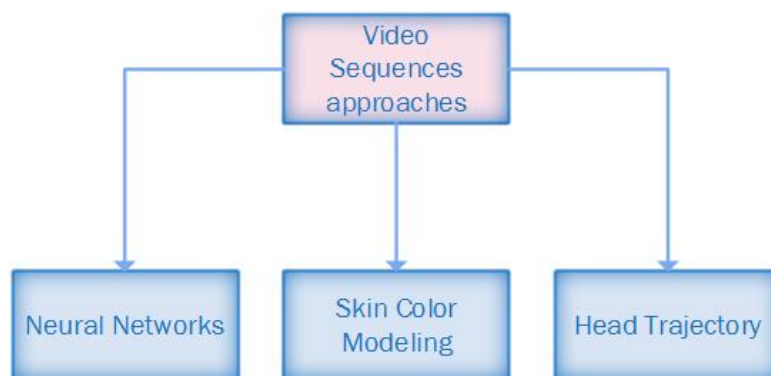 Video
Sequences
approaches
Neural Networks
Skin Color
Modeling
Head Trajectory